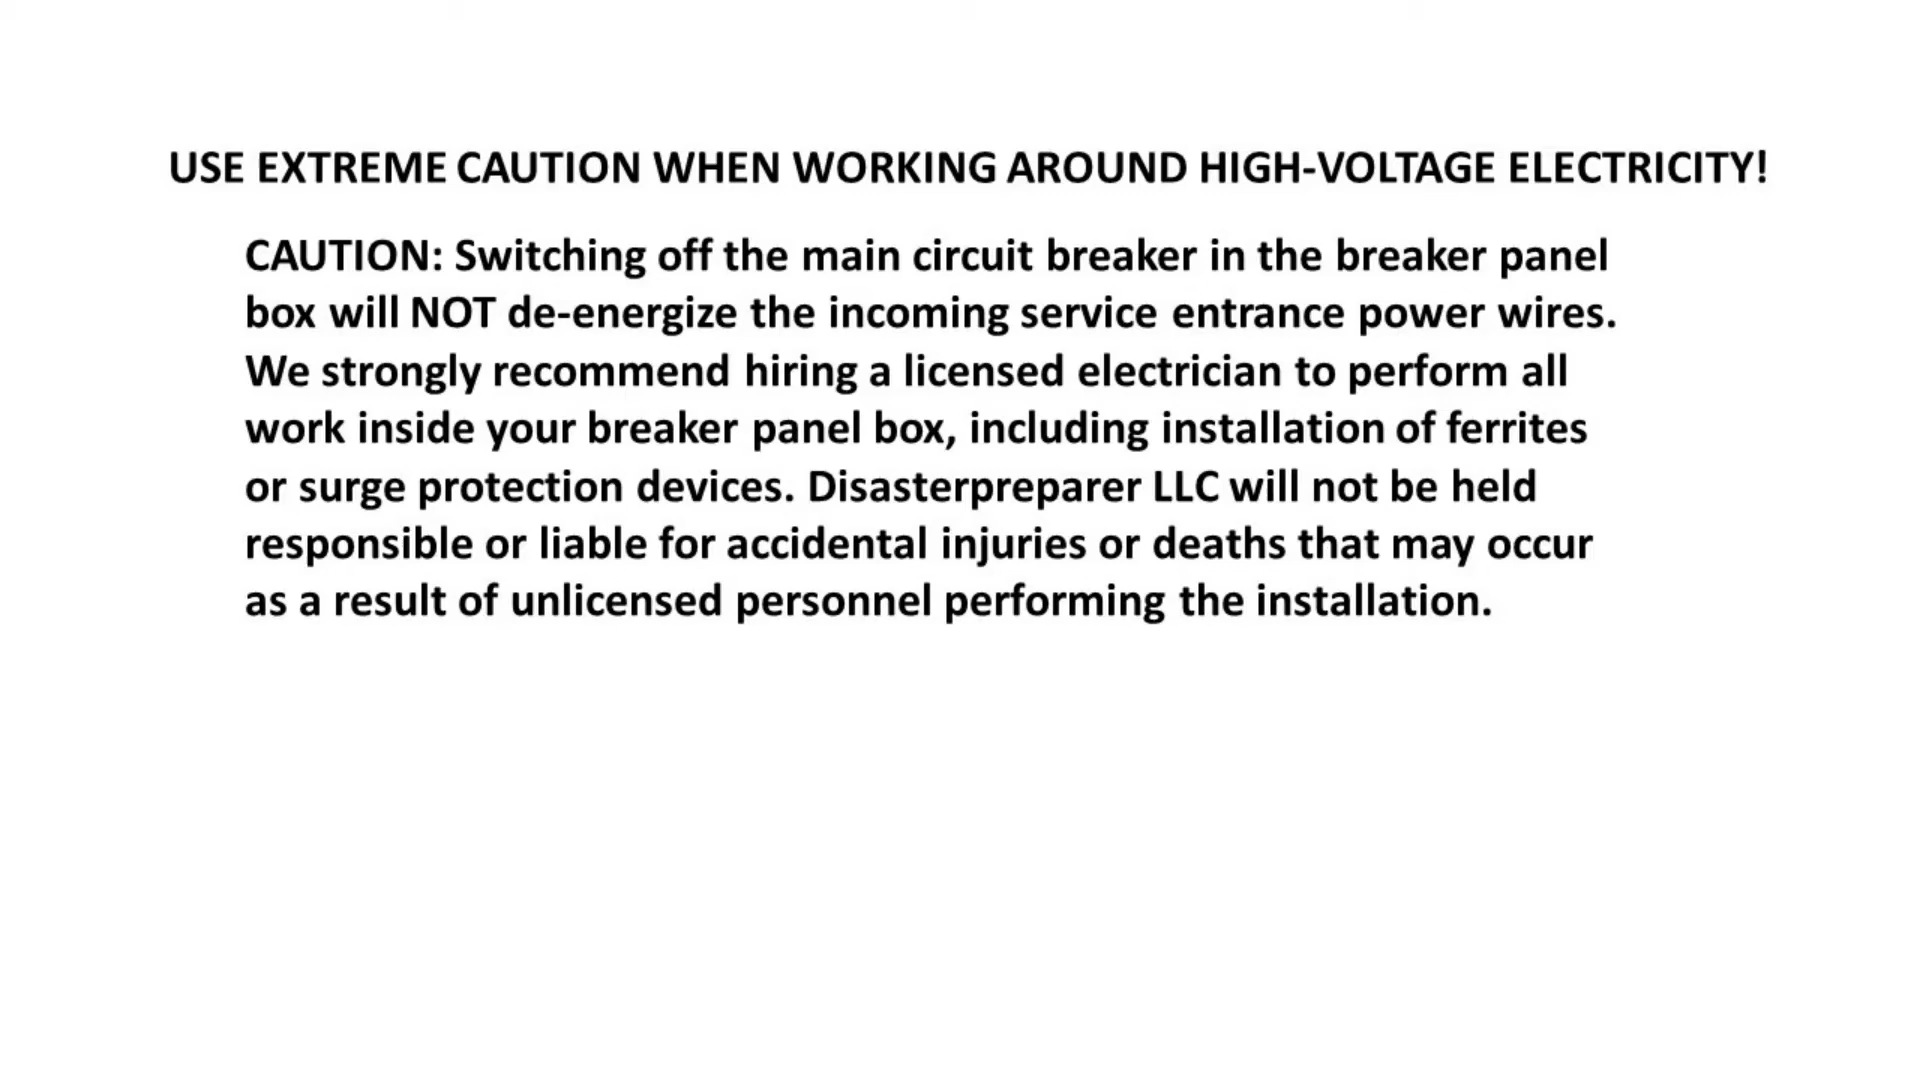 USE EXTREME CAUTION WHEN WORKING AROUND HIGH-VOLTAGE ELECTRICITY!
CAUTION: Switching off the main circuit breaker in the breaker panel
box will NOT de-energize the incoming service entrance power wires.
We strongly recommend hiring a licensed electrician to perform all
work inside your breaker panel box, including installation of ferrites
or surge protection devices. Disasterpreparer LLC will not be held
responsible or liable for accidental injuries or deaths that may occur
as a result of unlicensed personnel performing the installation.